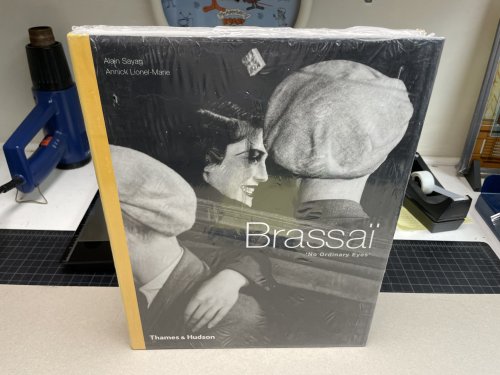 Alain Sayag
Annick Lionel-Marie
Brassaï
'No Ordinary Eyes'
Thames & Hudson